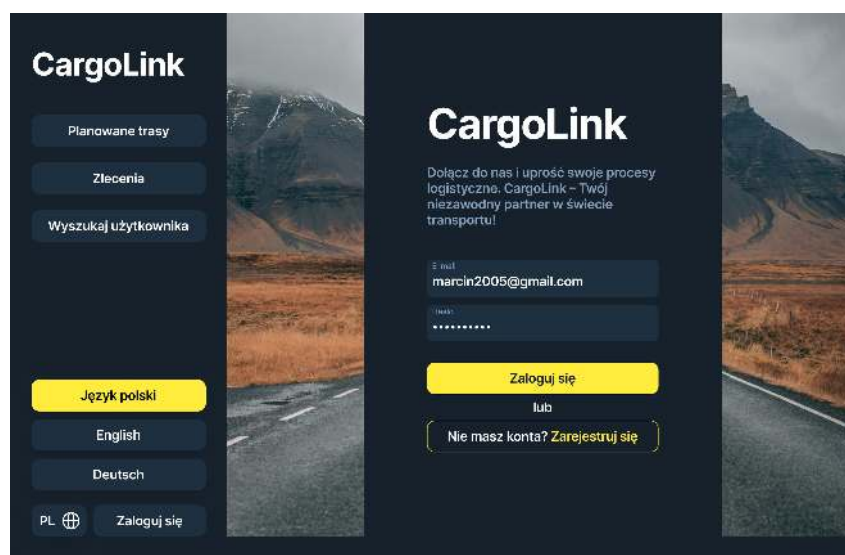 CargoLink
Planowane trasy
Zlecenia
Wyszukaj użytkownika
Język polski
English
Deutsch
PL
Zaloguj się
CargoLink
Dołącz do nas i uprość swoje procesy
logistyczne. CargoLink – Twój
niezawodny partner w świecie
transportu!
E-mail
marcin2005@gmail.com
••••••••••
Zaloguj się
lub
Nie masz konta? Zarejestruj się